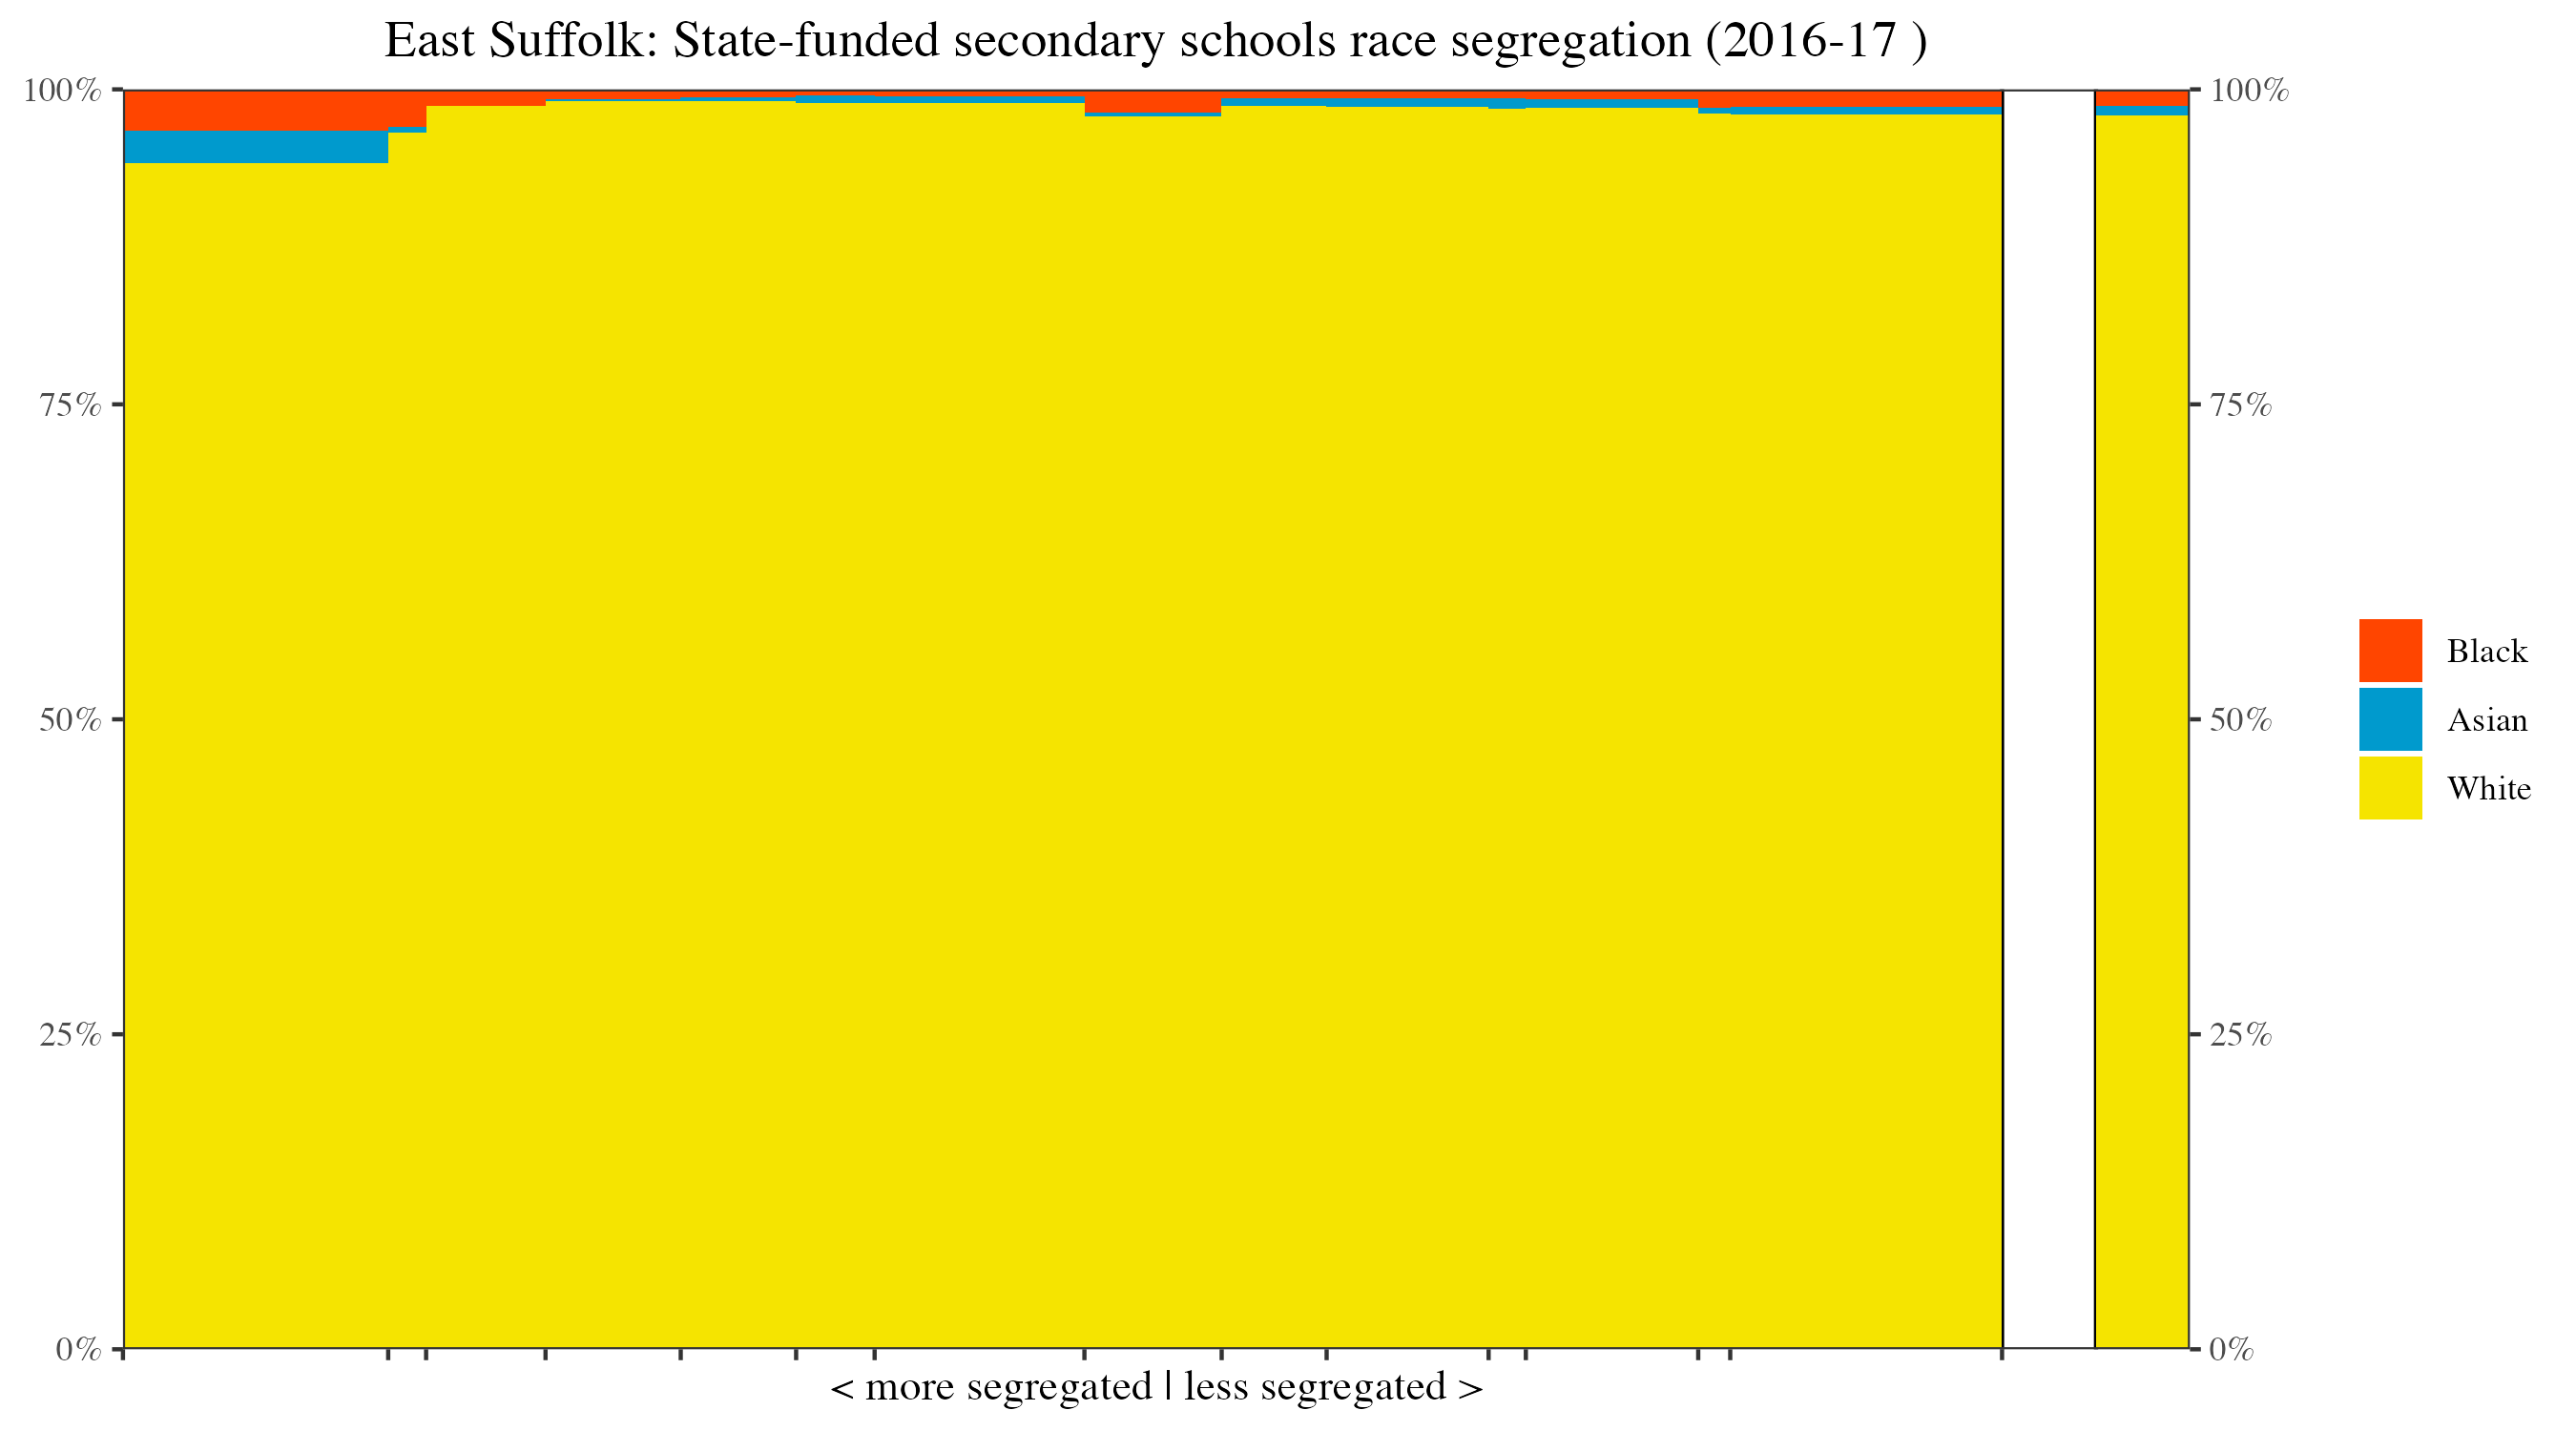 East Suffolk: State-funded secondary schools race segregation (2016-17 )
100%
75%
50%
25%
0%
100%
75%
50%
25%
0%
Black
Asian
White
< more segregated | less segregated >